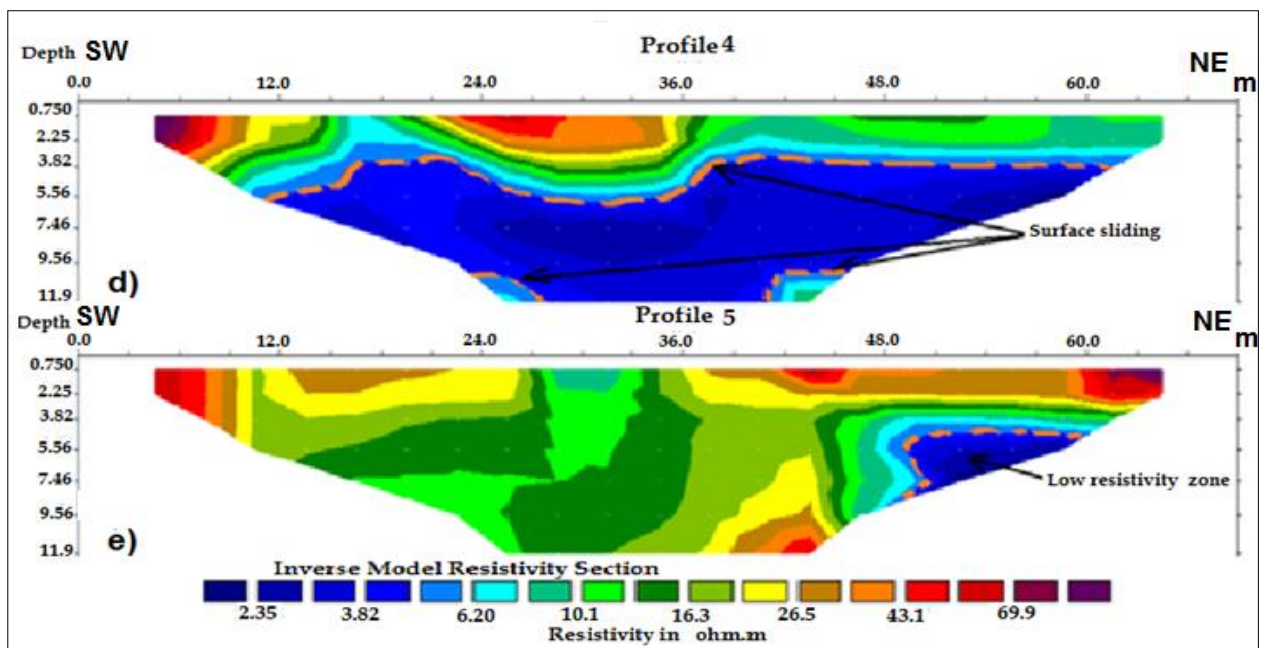 Profile 4
Depth SW NE m
0.0 12.0 24.0 36.0 48.0 60.0
0.750
2.25
3.82
5.56
7.46
9.56
11.9
Surface sliding
d)
Profile 5
Depth SW NE m
0.0 12.0 24.0 36.0 48.0 60.0
0.750
2.25
3.82
5.56
7.46
9.56
11.9
Low resistivity zone
e)
Inverse Model Resistivity Section
2.35 3.82 6.20 10.1 16.3 26.5 43.1 69.9
Resistivity in ohm.m